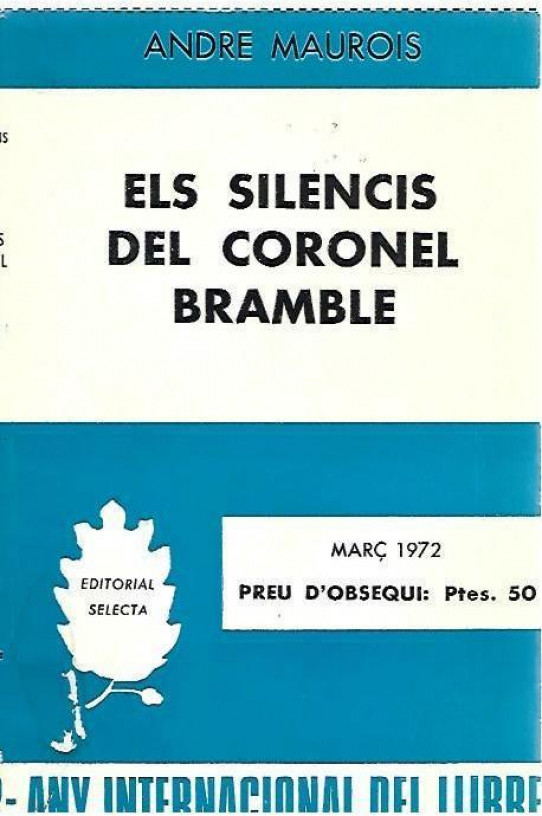 ANDRE MAUROIS
ELS SILENCIS
DEL CORONEL
BRAMBLE
EDITORIAL
SELECTA
MARÇ 1972
PREU D'OBSEQUI: Ptes. 50
- ANY INTERNACIONAL DEL LLIBRE